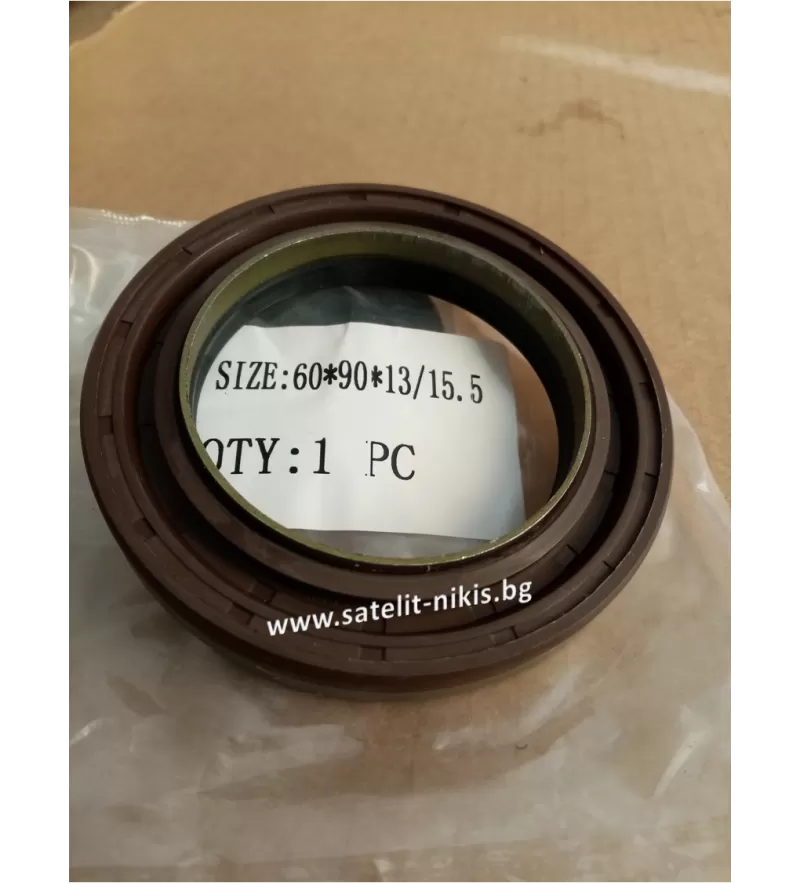 SIZE:60*90*13/15.5
QTY:1 PC
www.satelit-nikis.bg